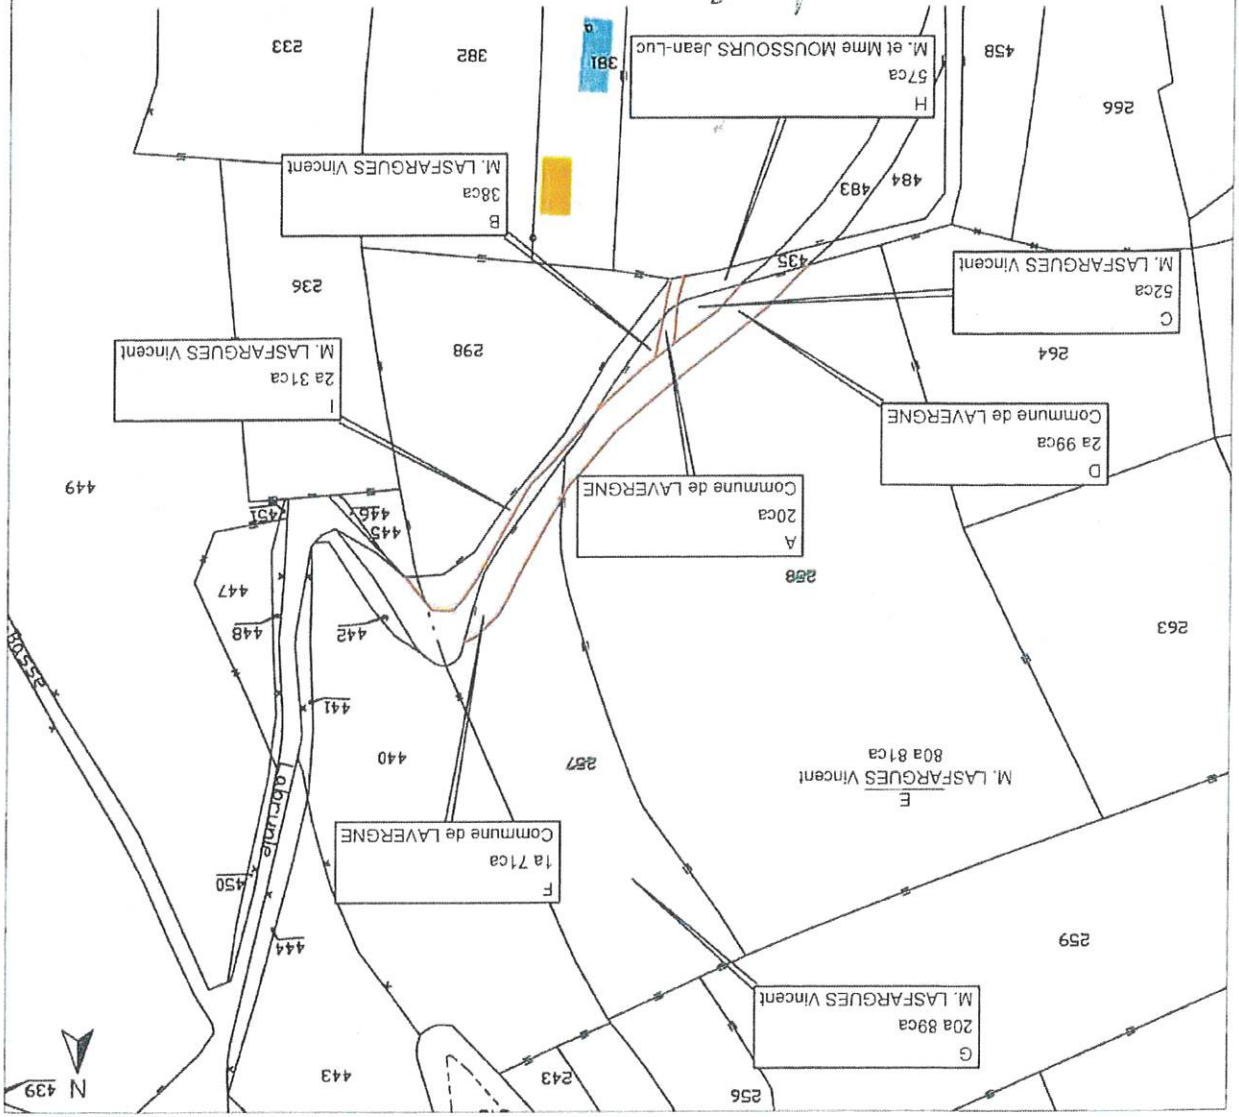 256
N
439
243
443
G
20a 89ca
M. LASFARGUES Vincent
259
444
450
F
1a 71ca
Commune de LAVERGNE
Labrunie
E
80a 81ca
M. LASFARGUES Vincent
257
440
441
Basse
263
442
448
447
258
A
20ca
Commune de LAVERGNE
445
446
451
449
D
2a 99ca
Commune de LAVERGNE
I
2a 31ca
M. LASFARGUES Vincent
264
298
C
52ca
M. LASFARGUES Vincent
236
435
B
38ca
M. LASFARGUES Vincent
484
483
H
57ca
M. et Mme MOUSSOURS Jean-Luc
266
458
381
382
233